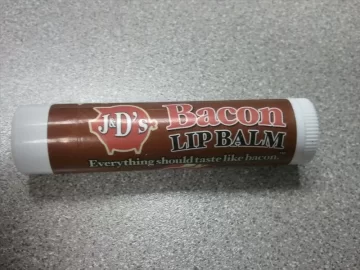 J&D's
Bacon
LIP BALM
Everything should taste like bacon.